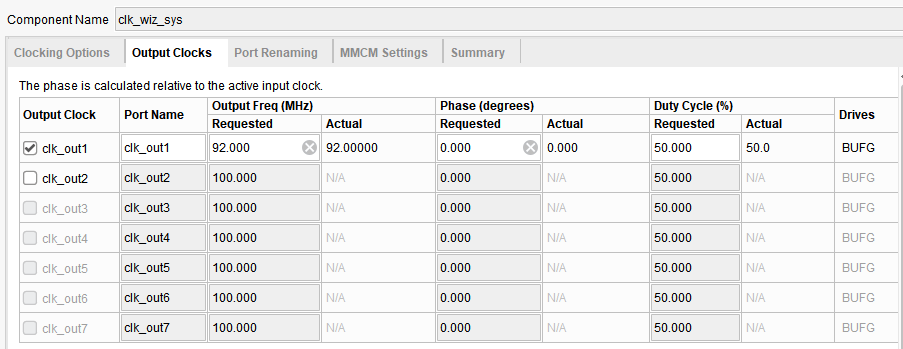 Component Name clk_wiz_sys
Clocking Options Output Clocks Port Renaming MMCM Settings Summary
The phase is calculated relative to the active input clock.
Output Clock Port Name Output Freq (MHz) Phase (degrees) Duty Cycle (%) Drives
Requested Actual Requested Actual Requested Actual
clk_out1 clk_out1 92.000 92.00000 0.000 0.000 50.000 50.0 BUFG
clk_out2 clk_out2 100.000 N/A 0.000 N/A 50.000 N/A BUFG
clk_out3 clk_out3 100.000 N/A 0.000 N/A 50.000 N/A BUFG
clk_out4 clk_out4 100.000 N/A 0.000 N/A 50.000 N/A BUFG
clk_out5 clk_out5 100.000 N/A 0.000 N/A 50.000 N/A BUFG
clk_out6 clk_out6 100.000 N/A 0.000 N/A 50.000 N/A BUFG
clk_out7 clk_out7 100.000 N/A 0.000 N/A 50.000 N/A BUFG